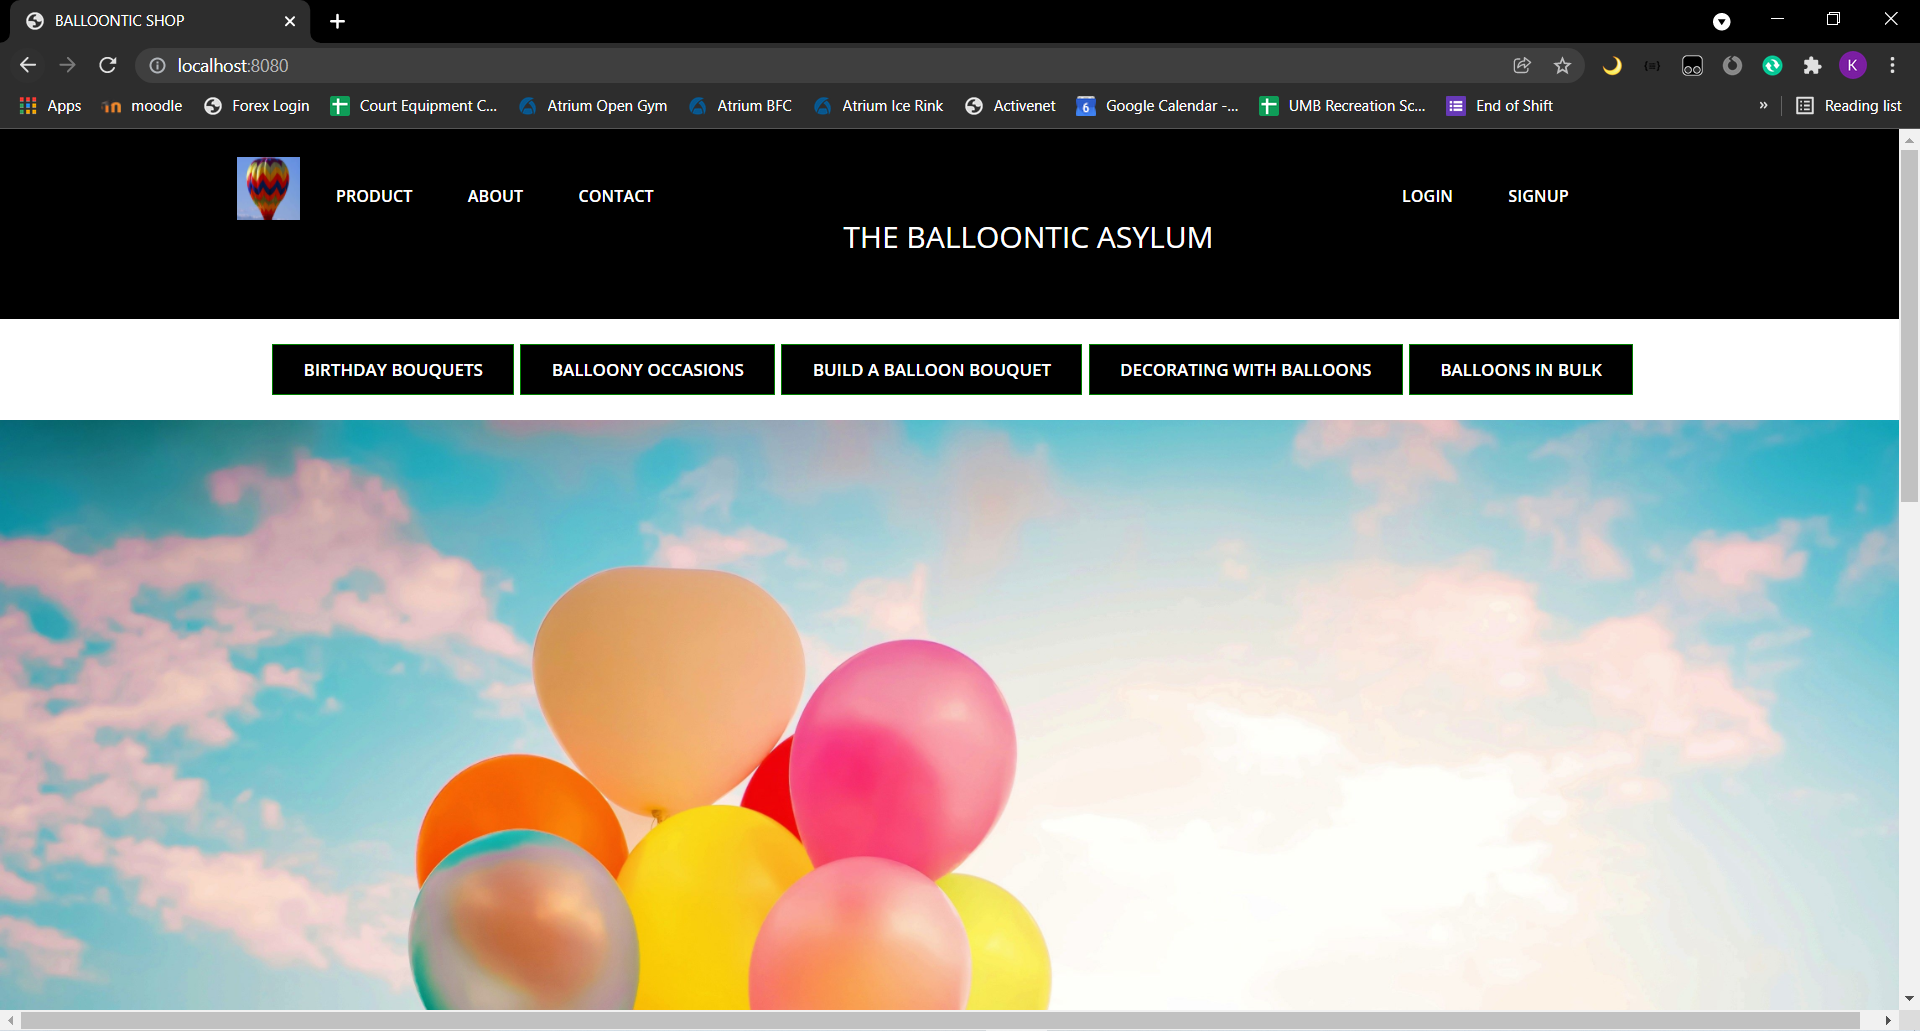 BALLOONTIC SHOP
localhost:8080
K
Apps moodle Forex Login Court Equipment C... Atrium Open Gym Atrium BFC Atrium Ice Rink Activenet 6 Google Calendar -... UMB Recreation Sc... End of Shift » Reading list
PRODUCT ABOUT CONTACT LOGIN SIGNUP
THE BALLOONTIC ASYLUM
BIRTHDAY BOUQUETS BALLOONY OCCASIONS BUILD A BALLOON BOUQUET DECORATING WITH BALLOONS BALLOONS IN BULK